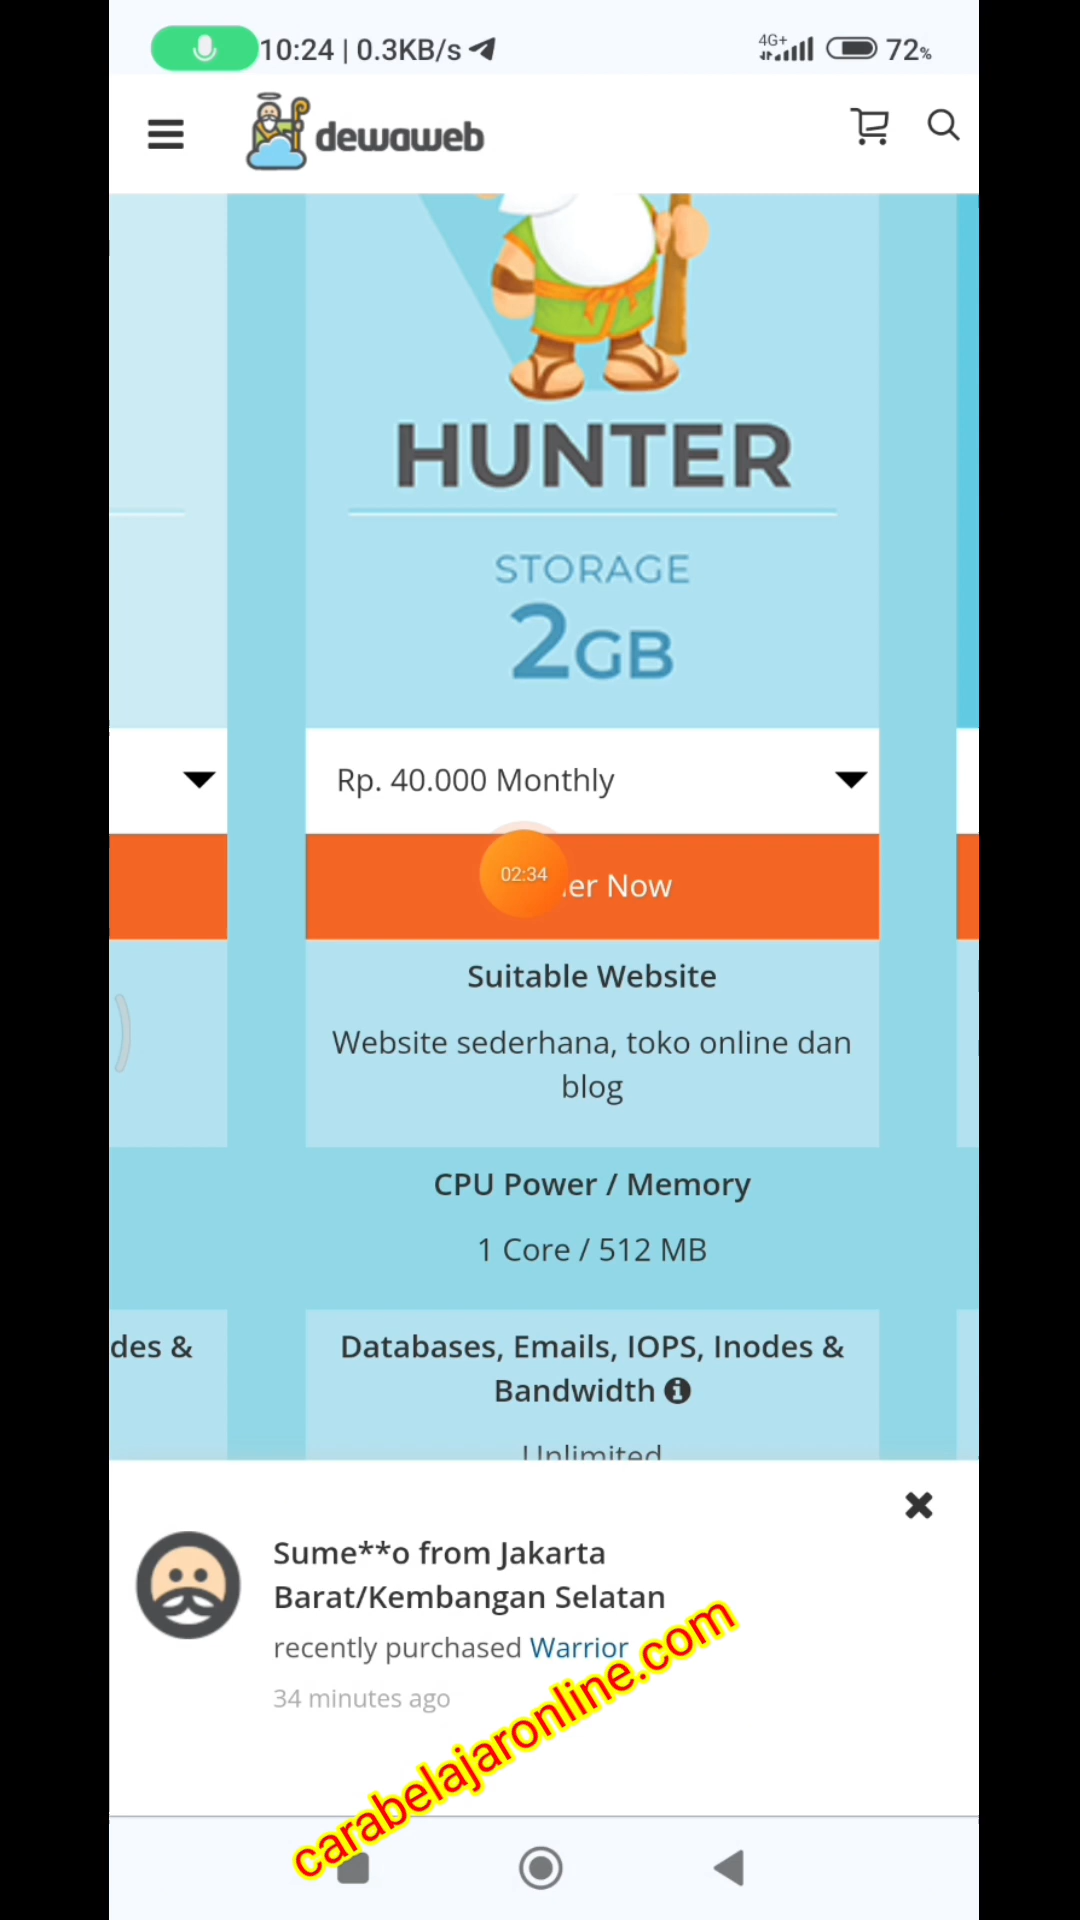 10:24 | 0.3KB/s
4G+
72%
dewaweb
HUNTER
STORAGE
2GB
Rp. 40.000 Monthly
02:34
er Now
Suitable Website
Website sederhana, toko online dan
blog
CPU Power / Memory
1 Core / 512 MB
des &
Databases, Emails, IOPS, Inodes &
Bandwidth
Unlimited
Sume**o from Jakarta
Barat/Kembangan Selatan
recently purchased Warrior
34 minutes ago
carabelajaronline.com